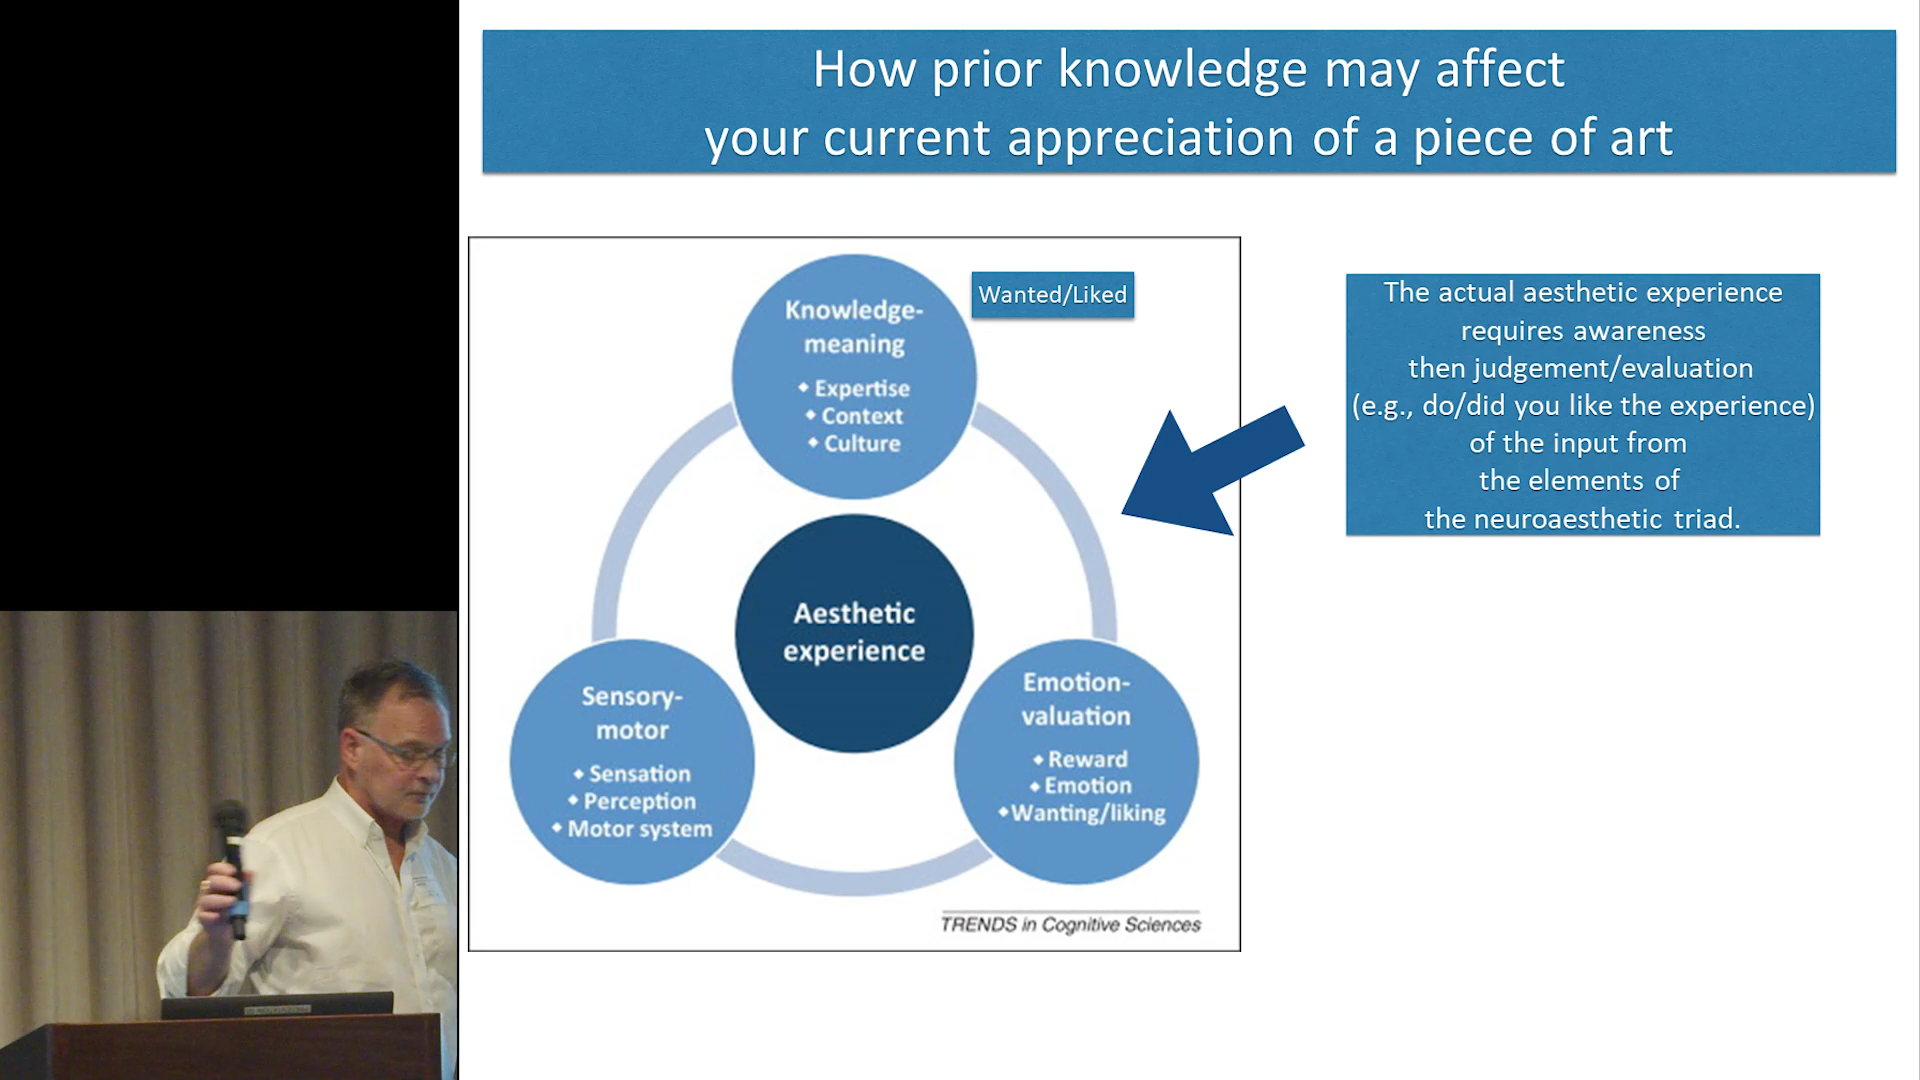 How prior knowledge may affect
your current appreciation of a piece of art
Knowledge-
meaning
◆ Expertise
◆ Context
◆ Culture
Wanted/Liked
Aesthetic
experience
Sensory-
motor
◆ Sensation
◆ Perception
◆ Motor system
Emotion-
valuation
◆ Reward
◆ Emotion
◆Wanting/liking
TRENDS in Cognitive Sciences
The actual aesthetic experience
requires awareness
then judgement/evaluation
(e.g., do/did you like the experience)
of the input from
the elements of
the neuroaesthetic triad.